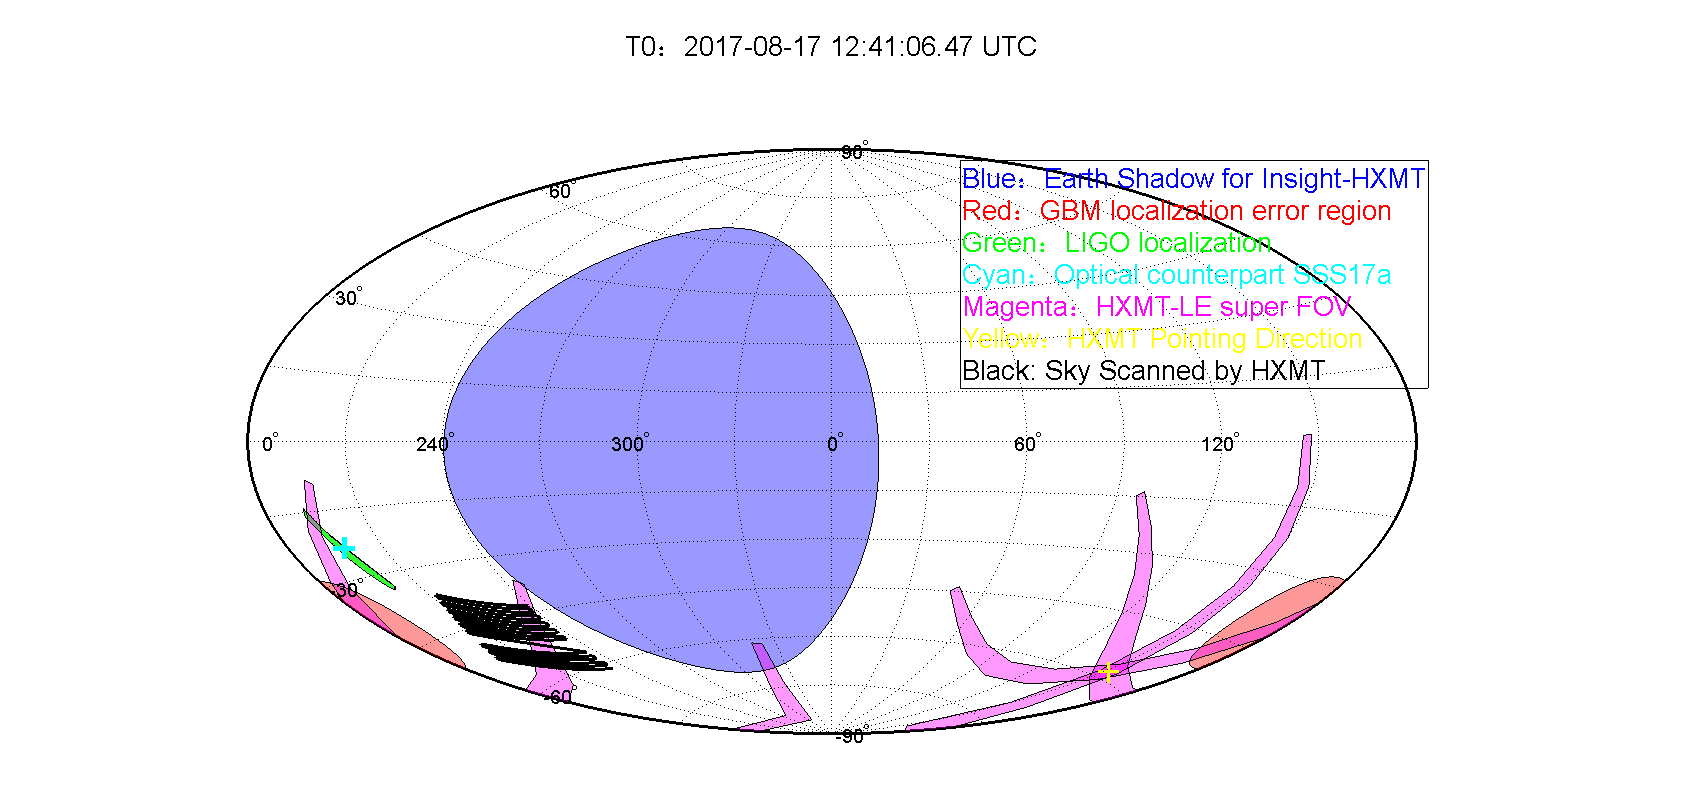 T0：2017-08-17 12:41:06.47 UTC
90°
Blue：Earth Shadow for Insight-HXMT
60°
Red：GBM localization error region
Green：LIGO localization
Cyan：Optical counterpart SSS17a
30°
Magenta：HXMT-LE super FOV
Yellow：HXMT Pointing Direction
Black: Sky Scanned by HXMT
0° 240° 300° 0° 60° 120°
-30°
-60°
-90°